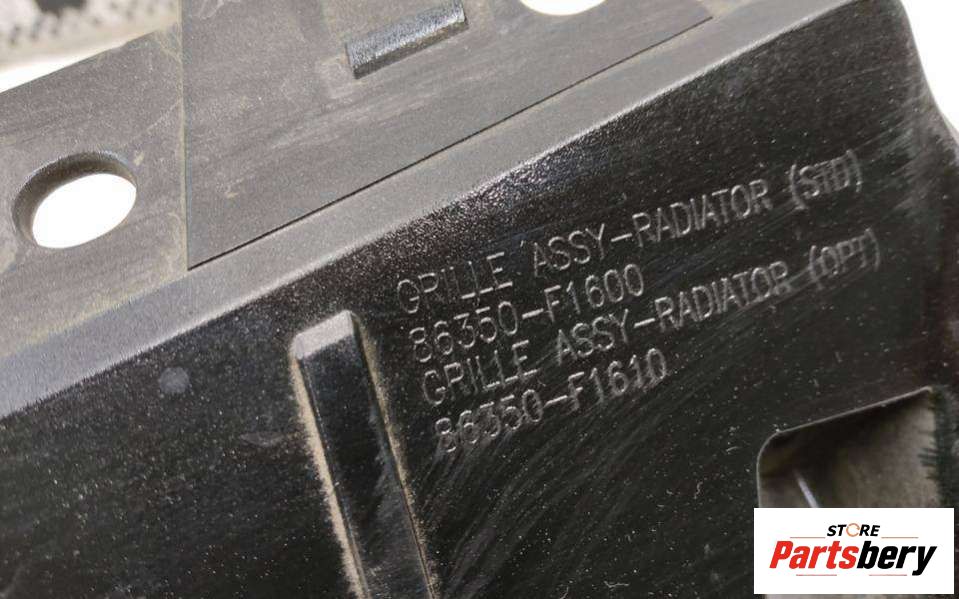 GRILLE ASSY-RADIATOR (STD)
86350-F1600
GRILLE ASSY-RADIATOR (OPT)
86350-F1610
STORE
Partsbery